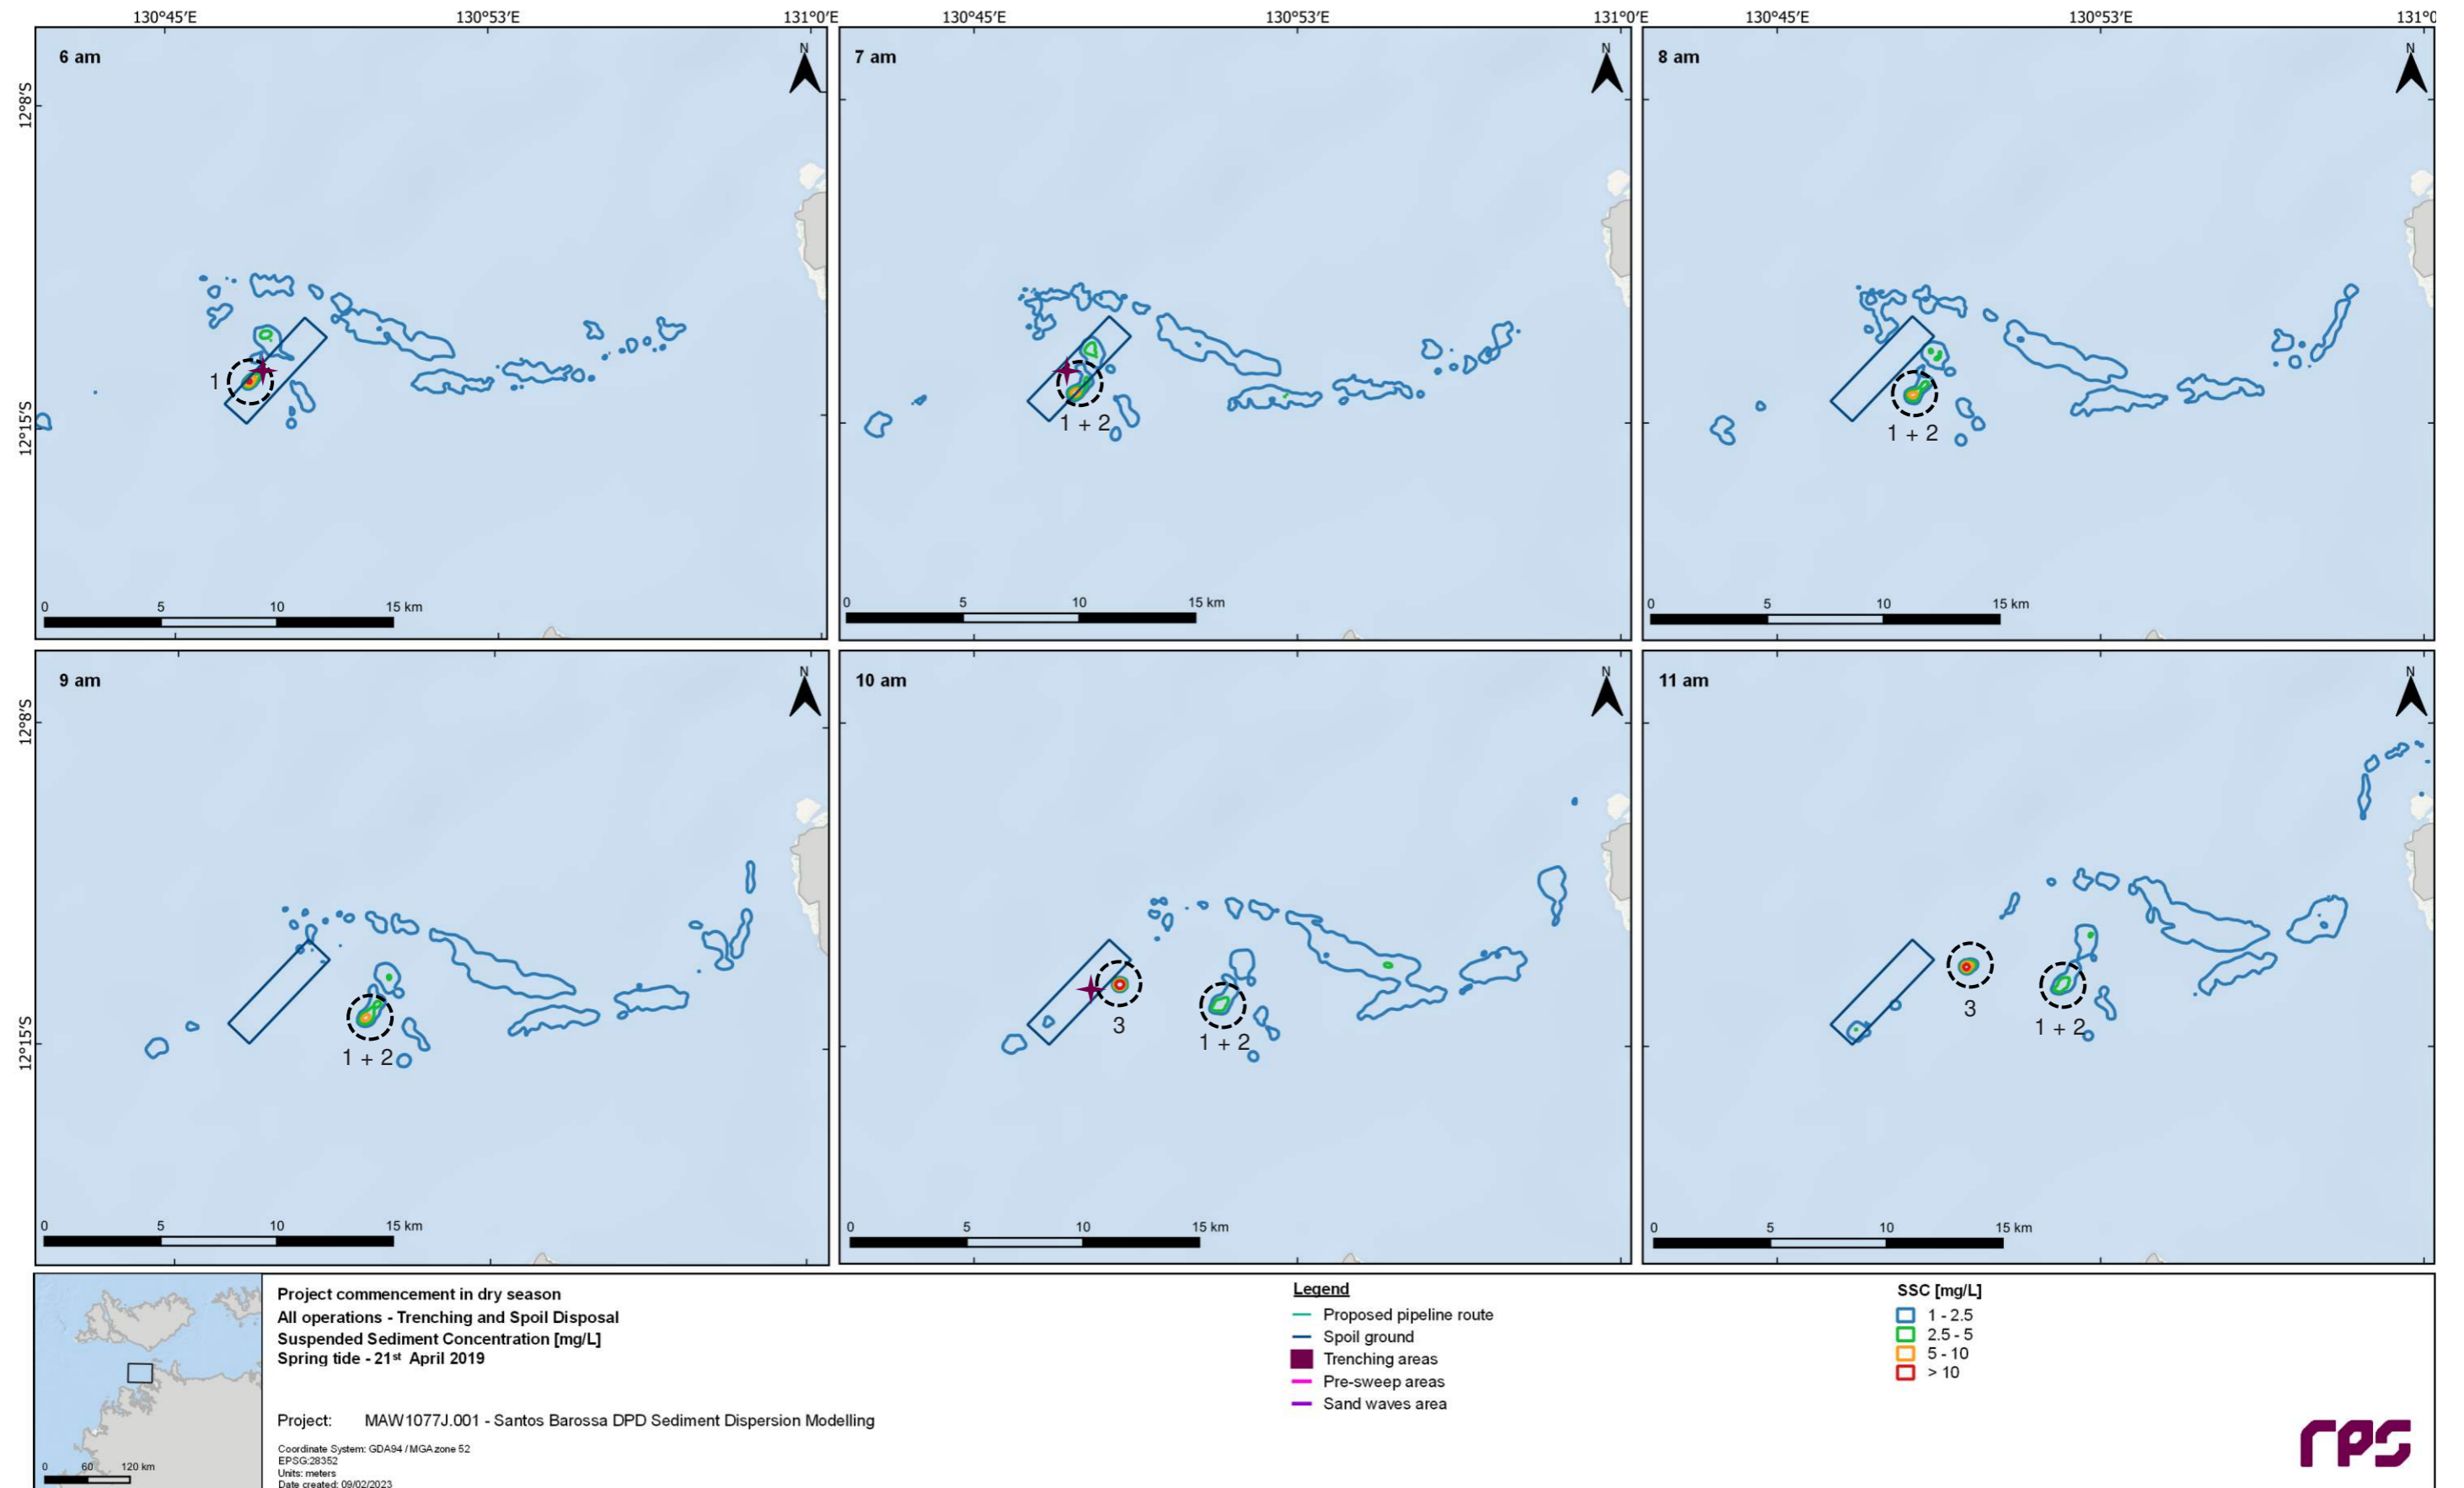 130°45′E 130°53′E 131°0′E 130°45′E 130°53′E 131°0′E 130°45′E 130°53′E 131°0
6 am N 7 am N 8 am N
12°8′S
1 1 + 2 1 + 2
12°15′S
0 5 10 15 km 0 5 10 15 km 0 5 10 15 km
9 am N 10 am N 11 am N
12°8′S
1 + 2 3 1 + 2 3 1 + 2
12°15′S
0 5 10 15 km 0 5 10 15 km 0 5 10 15 km
Project commencement in dry season
All operations - Trenching and Spoil Disposal
Suspended Sediment Concentration [mg/L]
Spring tide - 21st April 2019
Project: MAW1077J.001 - Santos Barossa DPD Sediment Dispersion Modelling
Coordinate System: GDA94 / MGA zone 52
EPSG:28352
Units: meters
Date created: 09/02/2023
0 60 120 km
Legend
Proposed pipeline route
Spoil ground
Trenching areas
Pre-sweep areas
Sand waves area
SSC [mg/L]
1 - 2.5
2.5 - 5
5 - 10
> 10
rps